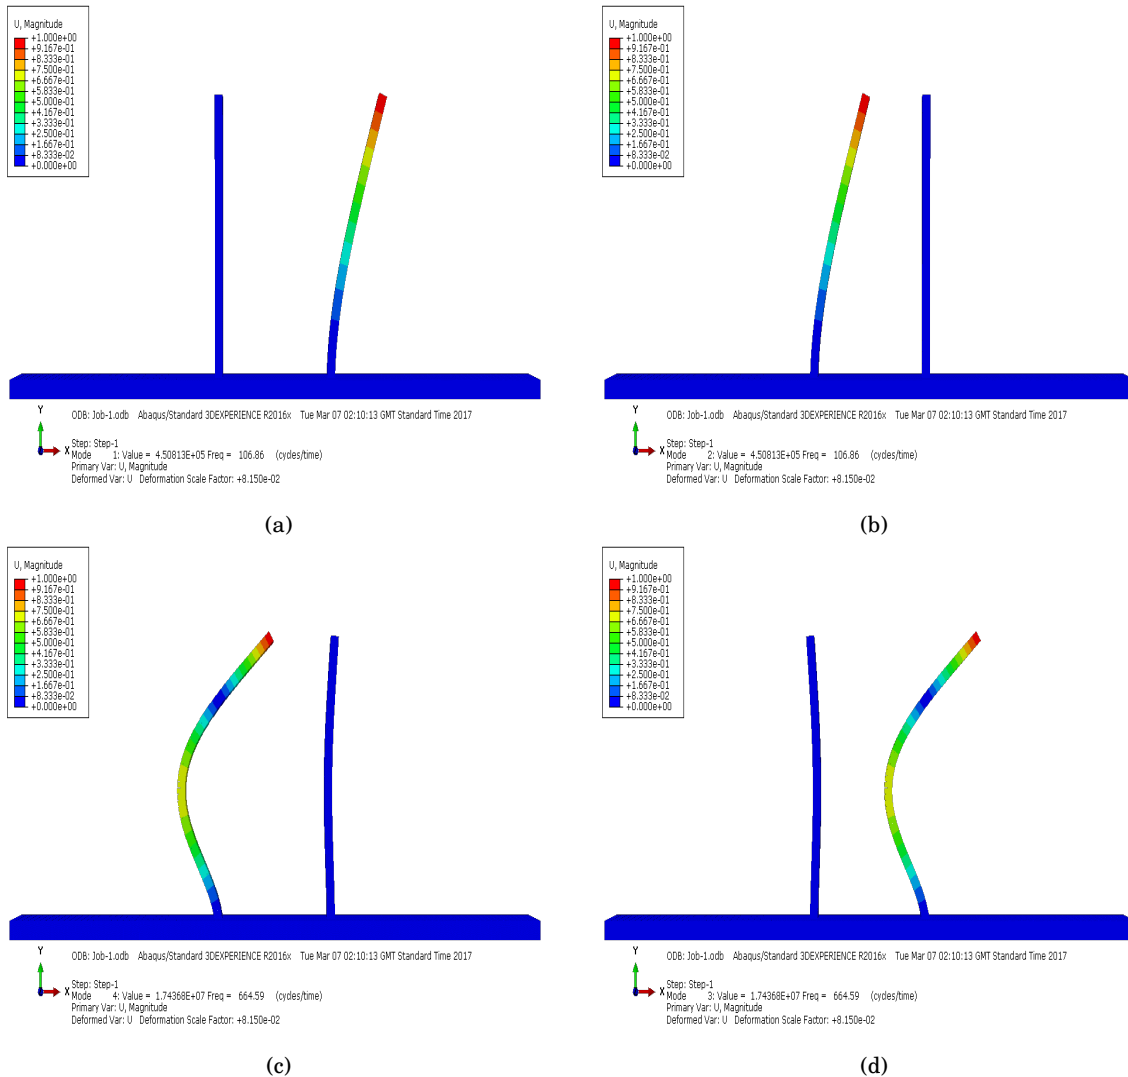 U, Magnitude
+1.000e+00
+9.167e-01
+8.333e-01
+7.500e-01
+6.667e-01
+5.833e-01
+5.000e-01
+4.167e-01
+3.333e-01
+2.500e-01
+1.667e-01
+8.333e-02
+0.000e+00
Y
X
ODB: Job-1.odb Abaqus/Standard 3DEXPERIENCE R2016x Tue Mar 07 02:10:13 GMT Standard Time 2017
Step: Step-1
Mode 1: Value = 4.50813E+05 Freq = 106.86 (cycles/time)
Primary Var: U, Magnitude
Deformed Var: U Deformation Scale Factor: +8.150e-02
(a)
U, Magnitude
+1.000e+00
+9.167e-01
+8.333e-01
+7.500e-01
+6.667e-01
+5.833e-01
+5.000e-01
+4.167e-01
+3.333e-01
+2.500e-01
+1.667e-01
+8.333e-02
+0.000e+00
Y
X
ODB: Job-1.odb Abaqus/Standard 3DEXPERIENCE R2016x Tue Mar 07 02:10:13 GMT Standard Time 2017
Step: Step-1
Mode 2: Value = 4.50813E+05 Freq = 106.86 (cycles/time)
Primary Var: U, Magnitude
Deformed Var: U Deformation Scale Factor: +8.150e-02
(b)
U, Magnitude
+1.000e+00
+9.167e-01
+8.333e-01
+7.500e-01
+6.667e-01
+5.833e-01
+5.000e-01
+4.167e-01
+3.333e-01
+2.500e-01
+1.667e-01
+8.333e-02
+0.000e+00
Y
X
ODB: Job-1.odb Abaqus/Standard 3DEXPERIENCE R2016x Tue Mar 07 02:10:13 GMT Standard Time 2017
Step: Step-1
Mode 4: Value = 1.74368E+07 Freq = 664.59 (cycles/time)
Primary Var: U, Magnitude
Deformed Var: U Deformation Scale Factor: +8.150e-02
(c)
U, Magnitude
+1.000e+00
+9.167e-01
+8.333e-01
+7.500e-01
+6.667e-01
+5.833e-01
+5.000e-01
+4.167e-01
+3.333e-01
+2.500e-01
+1.667e-01
+8.333e-02
+0.000e+00
Y
X
ODB: Job-1.odb Abaqus/Standard 3DEXPERIENCE R2016x Tue Mar 07 02:10:13 GMT Standard Time 2017
Step: Step-1
Mode 3: Value = 1.74368E+07 Freq = 664.59 (cycles/time)
Primary Var: U, Magnitude
Deformed Var: U Deformation Scale Factor: +8.150e-02
(d)